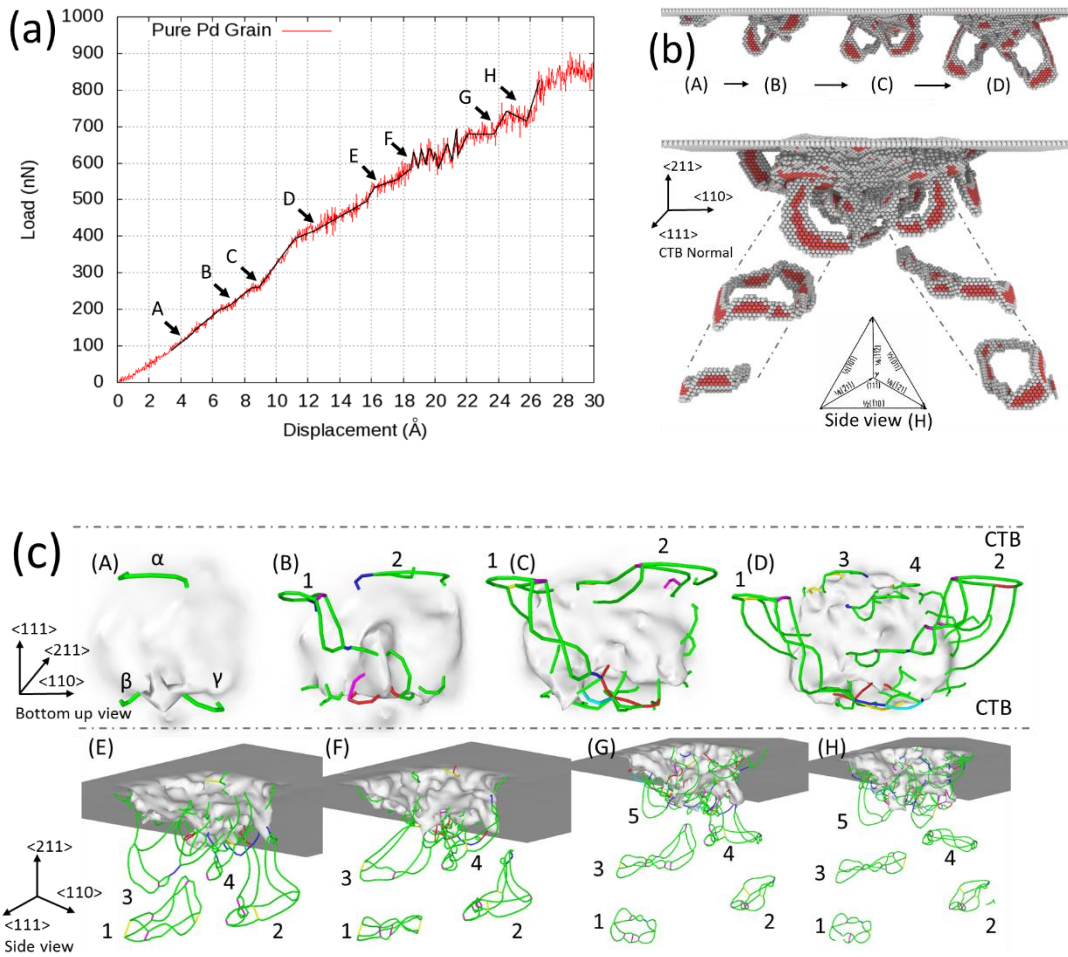 (a)
1000
900
800
700
600
500
400
300
200
100
0
Load (nN)
Pure Pd Grain
A
B
C
D
E
F
G
H
0
2
4
6
8
10
12
14
16
18
20
22
24
26
28
30
Displacement (Å)
(b)
(A)
(B)
(C)
(D)
<211>
<110>
<111>
CTB Normal
Side view (H)
(c)
(A)
α
β
γ
(B)
1
2
(C)
1
2
(D)
1
3
4
2
CTB
CTB
<111>
<211>
<110>
Bottom up view
(E)
3
4
1
2
(F)
3
4
1
2
(G)
5
3
4
1
2
(H)
5
3
4
1
2
<211>
<110>
<111>
Side view